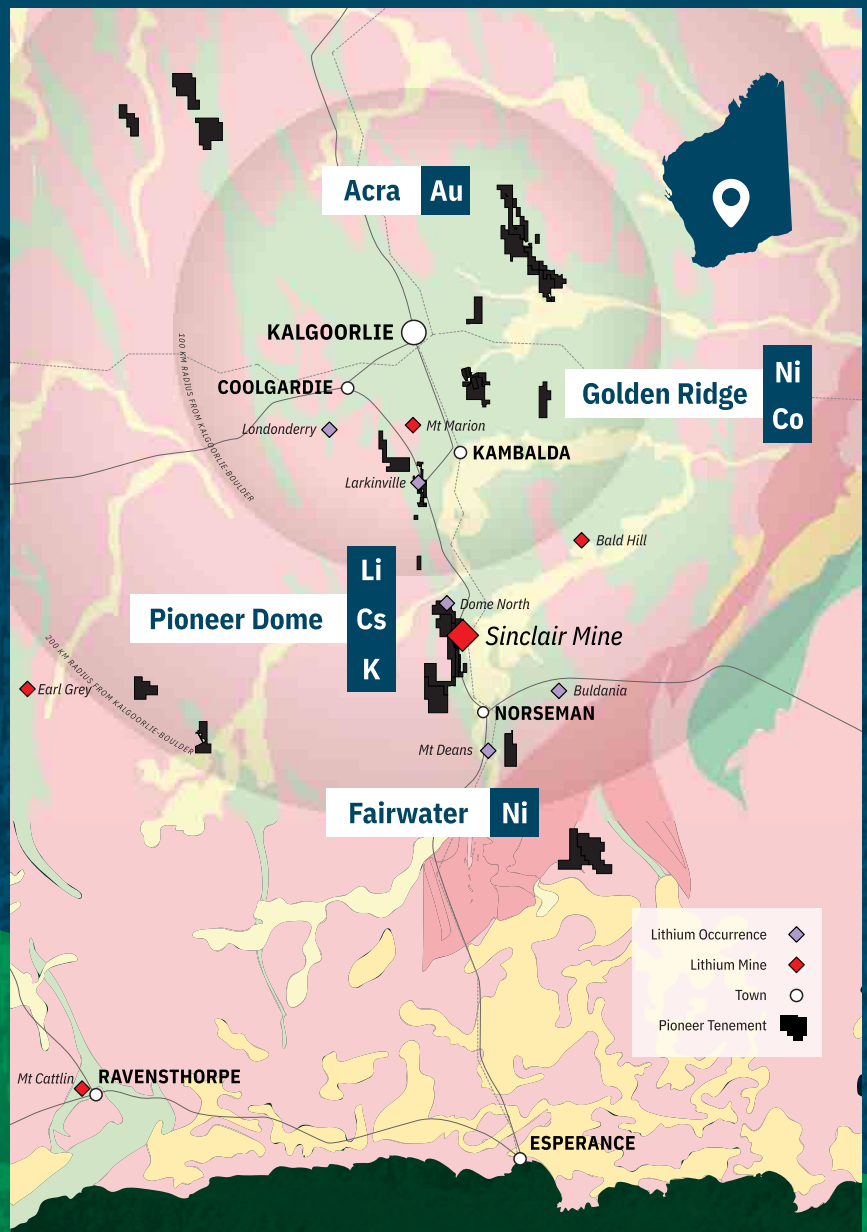 Acra Au
KALGOORLIE
COOLGARDIE
100 KM RADIUS FROM KALGOORLIE-BOULDER
Golden Ridge
Ni
Co
Londonderry
Mt Marion
KAMBALDA
Larkinville
Bald Hill
Pioneer Dome
Li
Cs
K
Dome North
Sinclair Mine
200 KM RADIUS FROM KALGOORLIE-BOULDER
Earl Grey
Buldania
NORSEMAN
Mt Deans
Fairwater Ni
Lithium Occurrence
Lithium Mine
Town
Pioneer Tenement
Mt Cattlin
RAVENSTHORPE
ESPERANCE